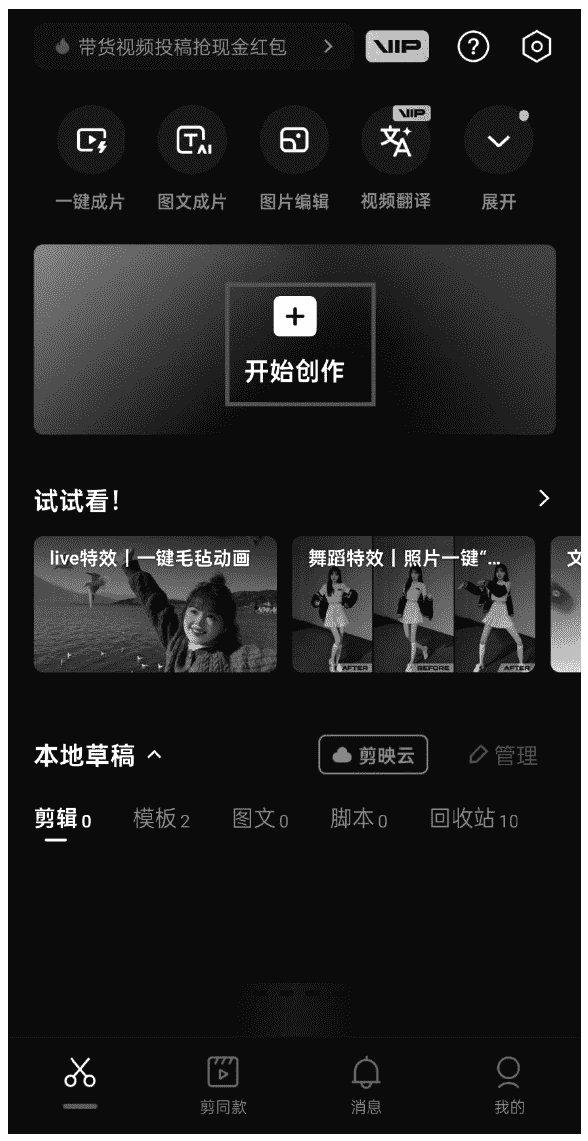 带货视频投稿抢现金红包
VIP
VIP
一键成片
图文成片
图片编辑
视频翻译
展开
开始创作
试试看！
live特效丨一键毛毡动画
舞蹈特效丨照片一键“...
文
AFTER
BEFORE
AFTER
本地草稿
剪映云
管理
剪辑 0
模板 2
图文 0
脚本 0
回收站 10
剪同款
消息
我的